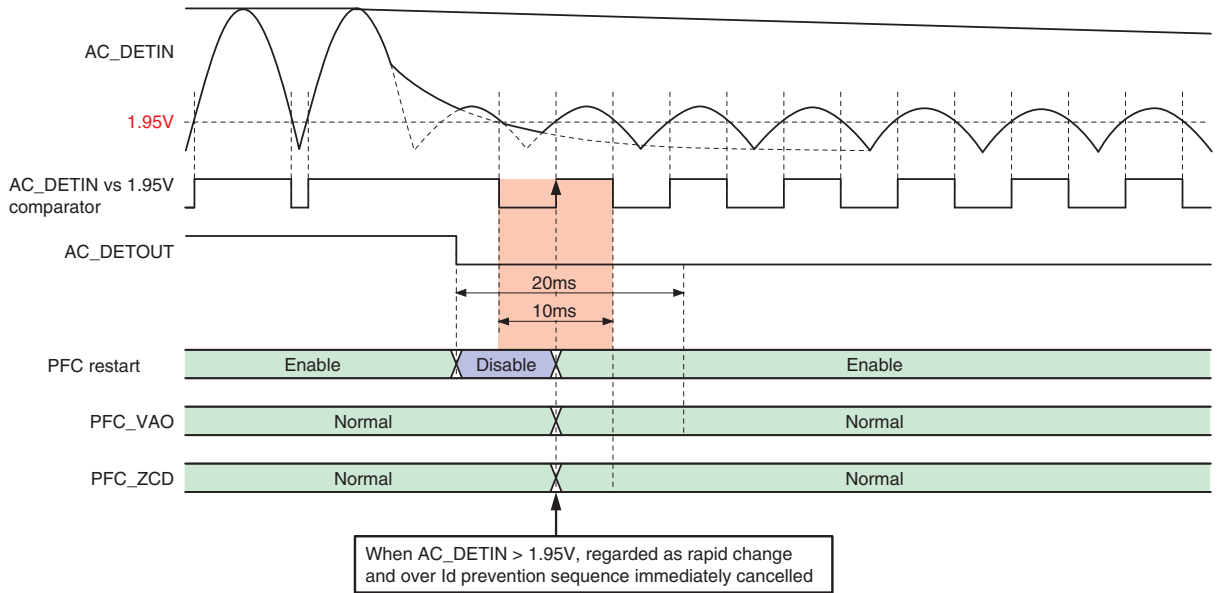 AC_DETIN
1.95V
AC_DETIN vs 1.95V
comparator
AC_DETOUT
20ms
10ms
PFC restart
Enable
Disable
Enable
PFC_VAO
Normal
Normal
PFC_ZCD
Normal
Normal
When AC_DETIN > 1.95V, regarded as rapid change
and over Id prevention sequence immediately cancelled